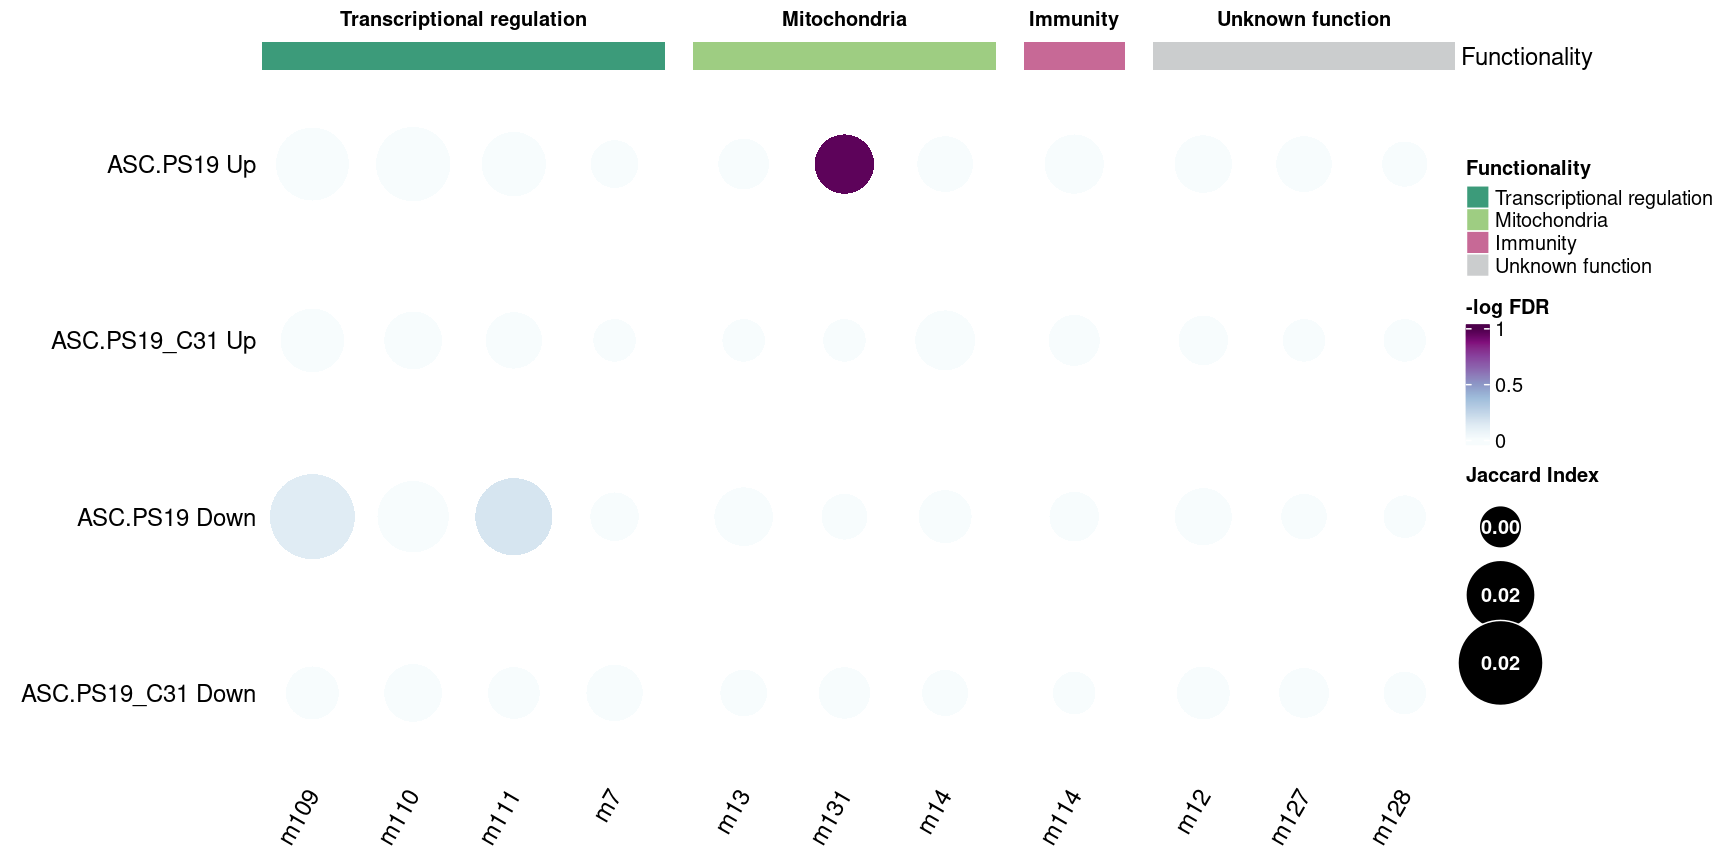 Transcriptional regulation Mitochondria Immunity Unknown function
Functionality
ASC.PS19 Up
ASC.PS19_C31 Up
ASC.PS19 Down
ASC.PS19_C31 Down
m109 m110 m111 m7 m13 m131 m14 m114 m12 m127 m128
Functionality
Transcriptional regulation
Mitochondria
Immunity
Unknown function
-log FDR
1
0.5
0
Jaccard Index
0.00
0.02
0.02